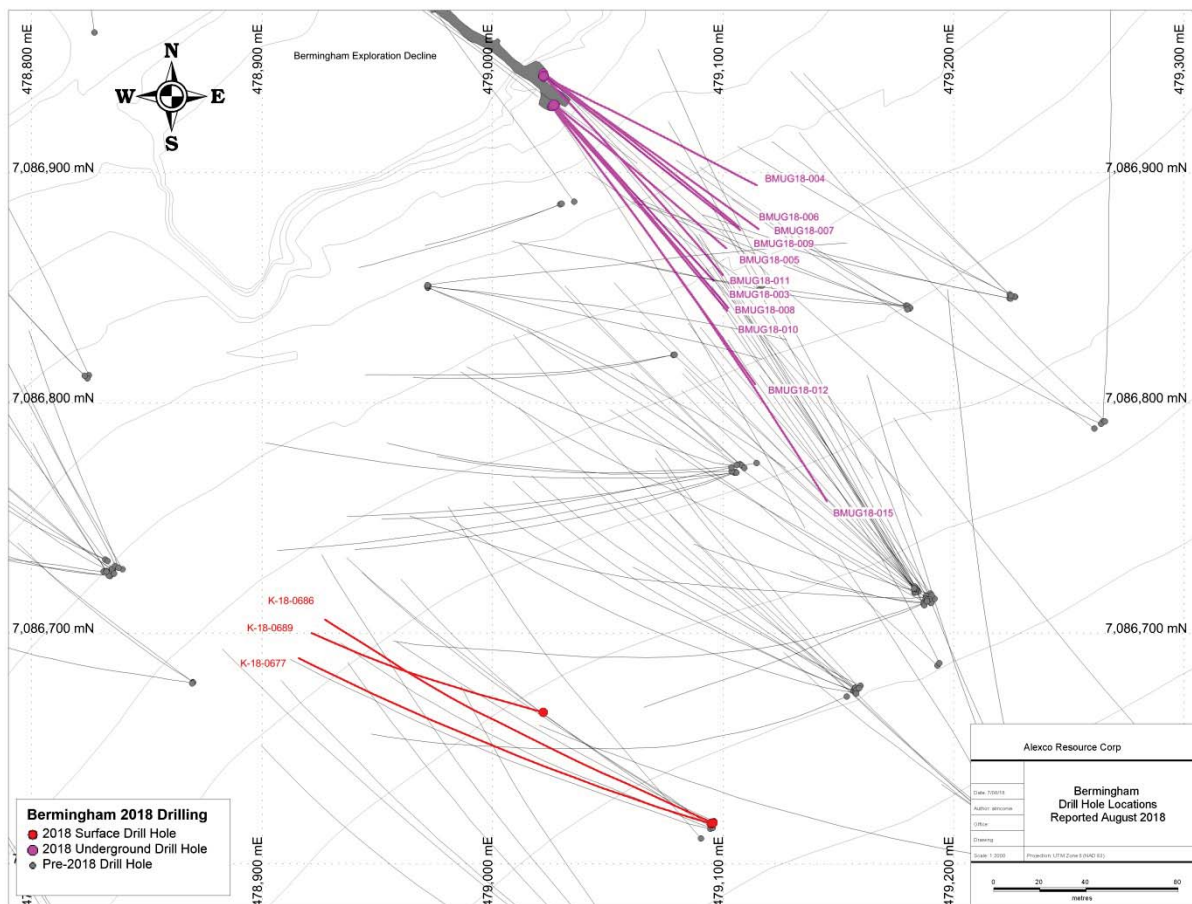 478,800 mE
478,900 mE
479,000 mE
479,100 mE
479,200 mE
479,300 mE
Bermingham Exploration Decline
N
W
E
S
7,086,900 mN
7,086,900 mN
BMUG18-004
BMUG18-006
BMUG18-007
BMUG18-009
BMUG18-005
BMUG18-011
BMUG18-003
BMUG18-008
BMUG18-010
7,086,800 mN
7,086,800 mN
BMUG18-012
BMUG18-015
7,086,700 mN
7,086,700 mN
K-18-0686
K-18-0689
K-18-0677
Bermingham 2018 Drilling
2018 Surface Drill Hole
2018 Underground Drill Hole
Pre-2018 Drill Hole
478,900 mE
479,000 mE
479,100 mE
479,200 mE
Alexco Resource Corp
Author:
Office:
Drawing:
Bermingham
Drill Hole Locations
Reported August 2018
0 20 40 80
metres